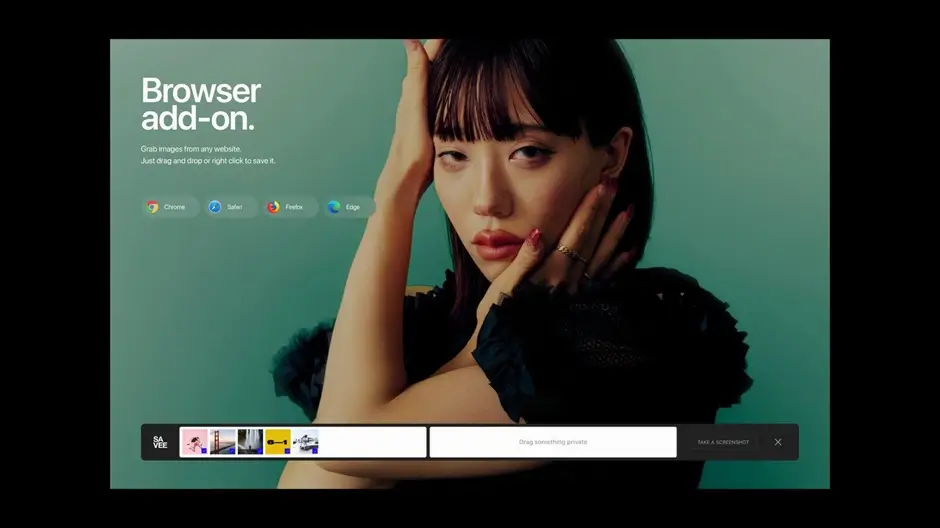 Browser
add-on.
Grab images from any website.
Just drag and drop or right click to save it.
Chrome
Safari
Firefox
Edge
SA
VEE
Drag something private
TAKE A SCREENSHOT